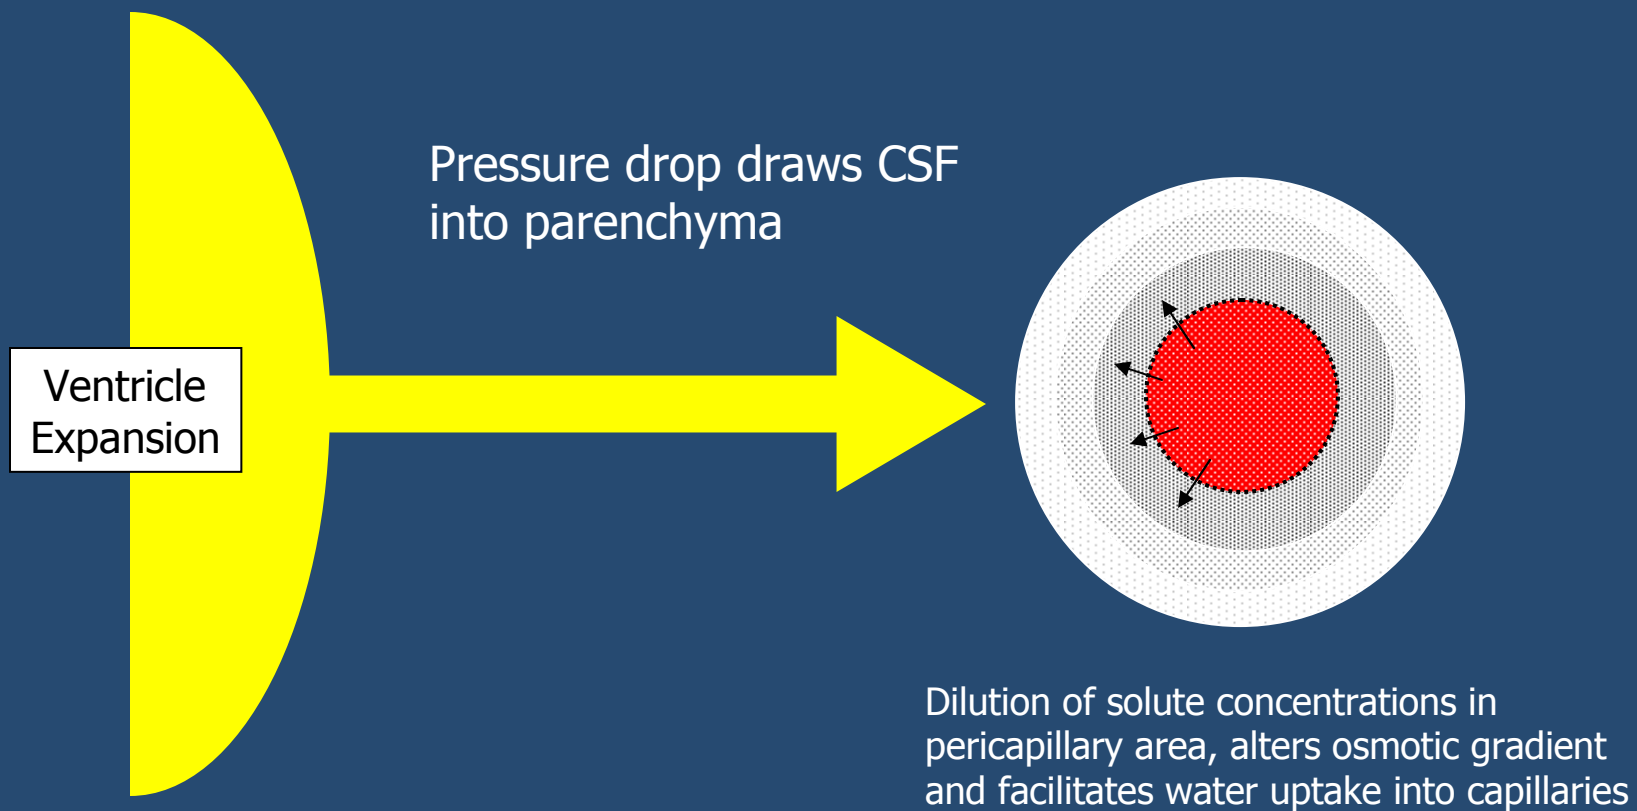 Pressure drop draws CSF
into parenchyma
Ventricle
Expansion
Dilution of solute concentrations in
pericapillary area, alters osmotic gradient
and facilitates water uptake into capillaries